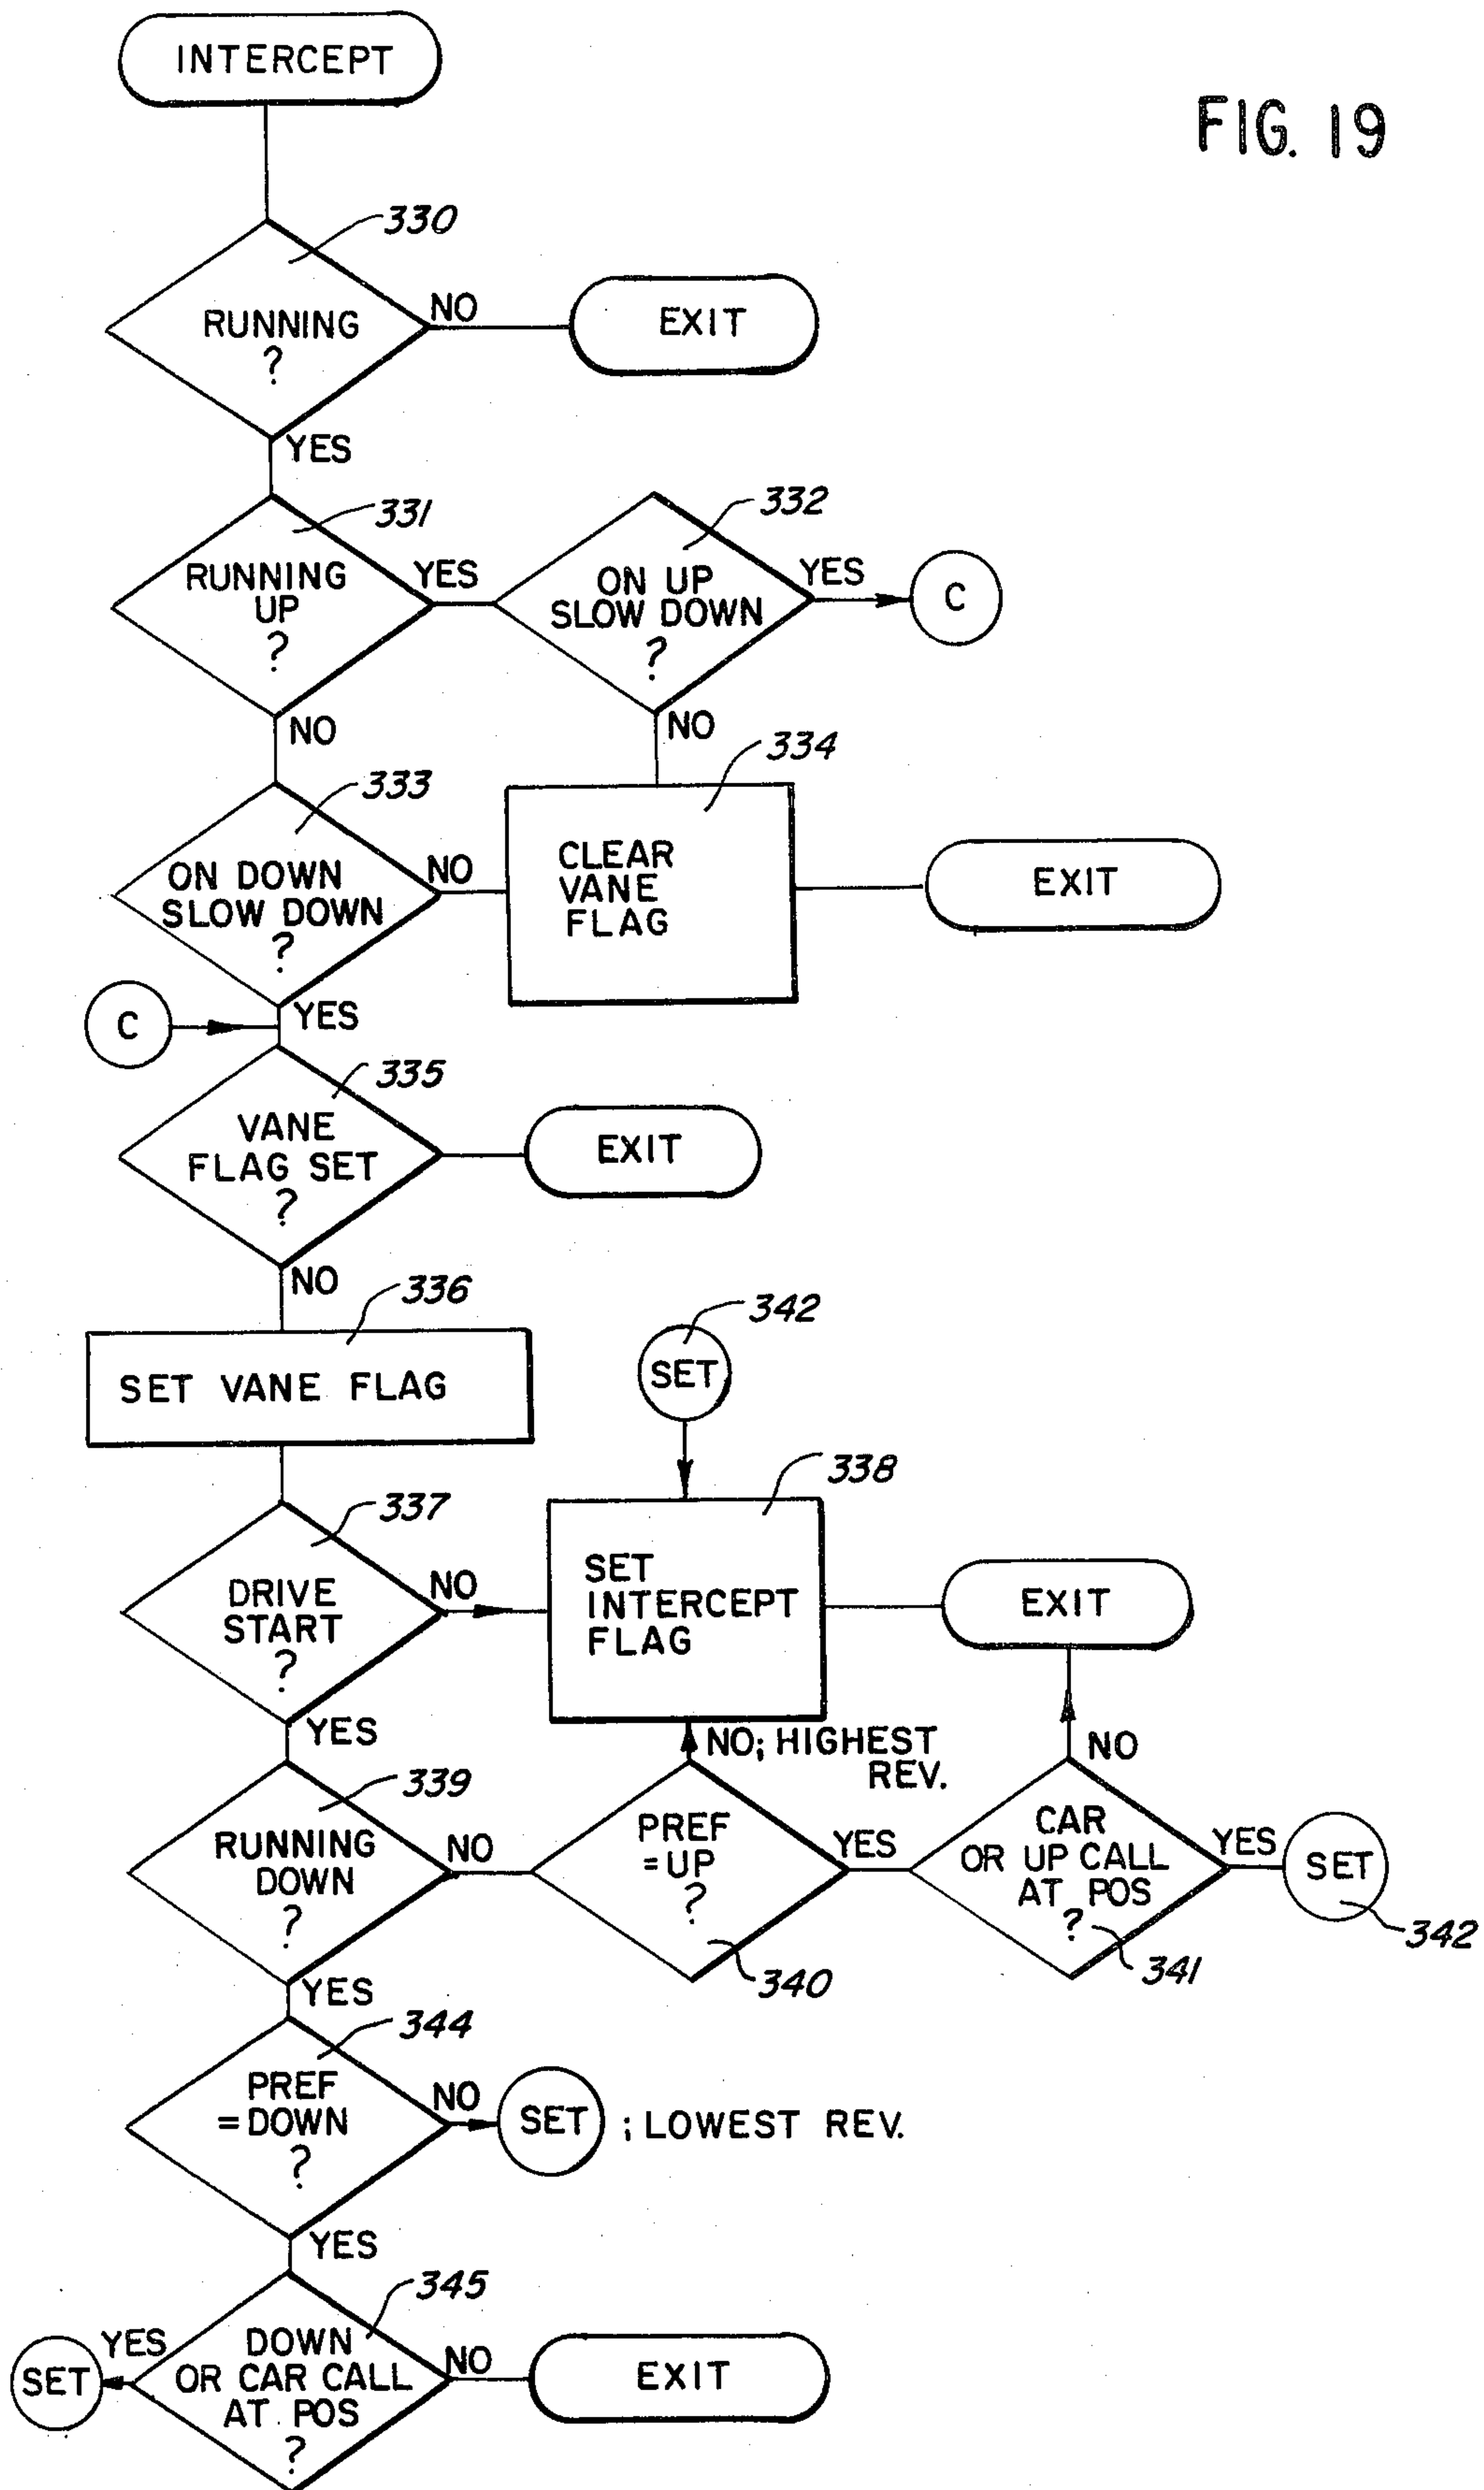 INTERCEPT
FIG. 19
330
RUNNING
?
NO
EXIT
YES
331
RUNNING
UP
?
YES
332
ON UP
SLOW DOWN
?
YES
C
NO
NO
333
ON DOWN
SLOW DOWN
?
NO
334
CLEAR
VANE
FLAG
EXIT
C
YES
335
VANE
FLAG SET
?
EXIT
NO
336
SET VANE FLAG
342
SET
337
DRIVE
START
?
NO
338
SET
INTERCEPT
FLAG
EXIT
YES
NO; HIGHEST
REV.
NO
339
RUNNING
DOWN
?
NO
PREF
=UP
?
340
YES
CAR
OR UP CALL
AT POS
?
341
YES
SET
342
YES
344
PREF
=DOWN
?
NO
SET
; LOWEST REV.
YES
345
DOWN
OR CAR CALL
AT POS
?
YES
SET
NO
EXIT